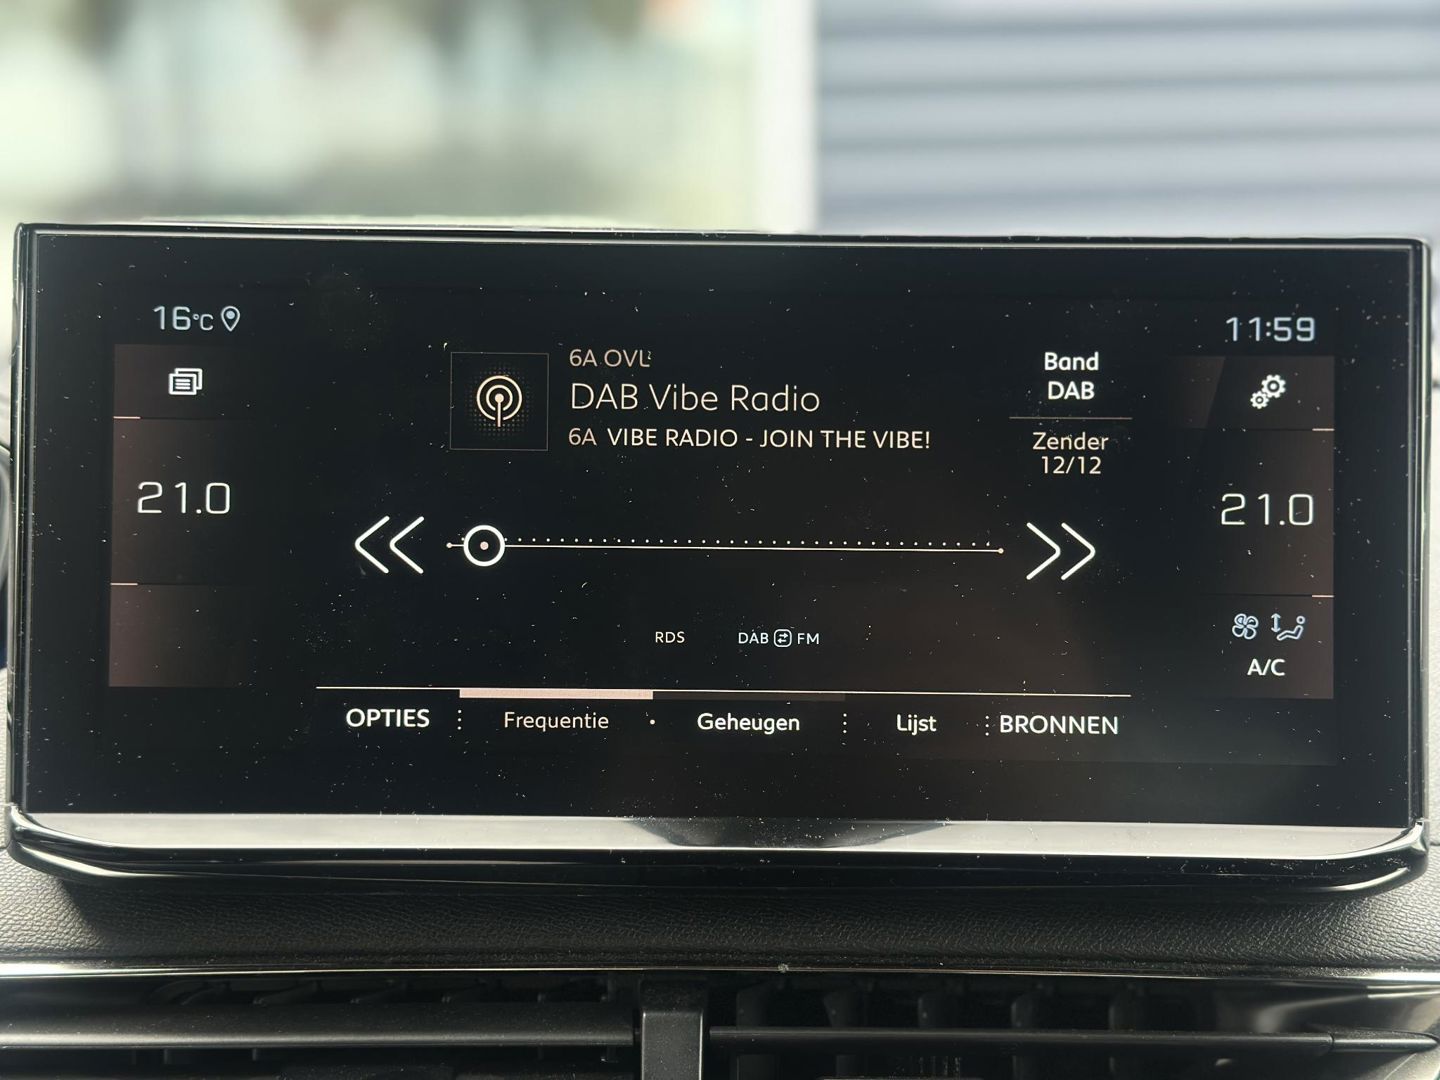 16°C
11:59
6A OVL
DAB Vibe Radio
6A VIBE RADIO - JOIN THE VIBE!
Band
DAB
Zender
12/12
21.0
21.0
RDS
DAB FM
A/C
OPTIES
Frequentie
Geheugen
Lijst
BRONNEN